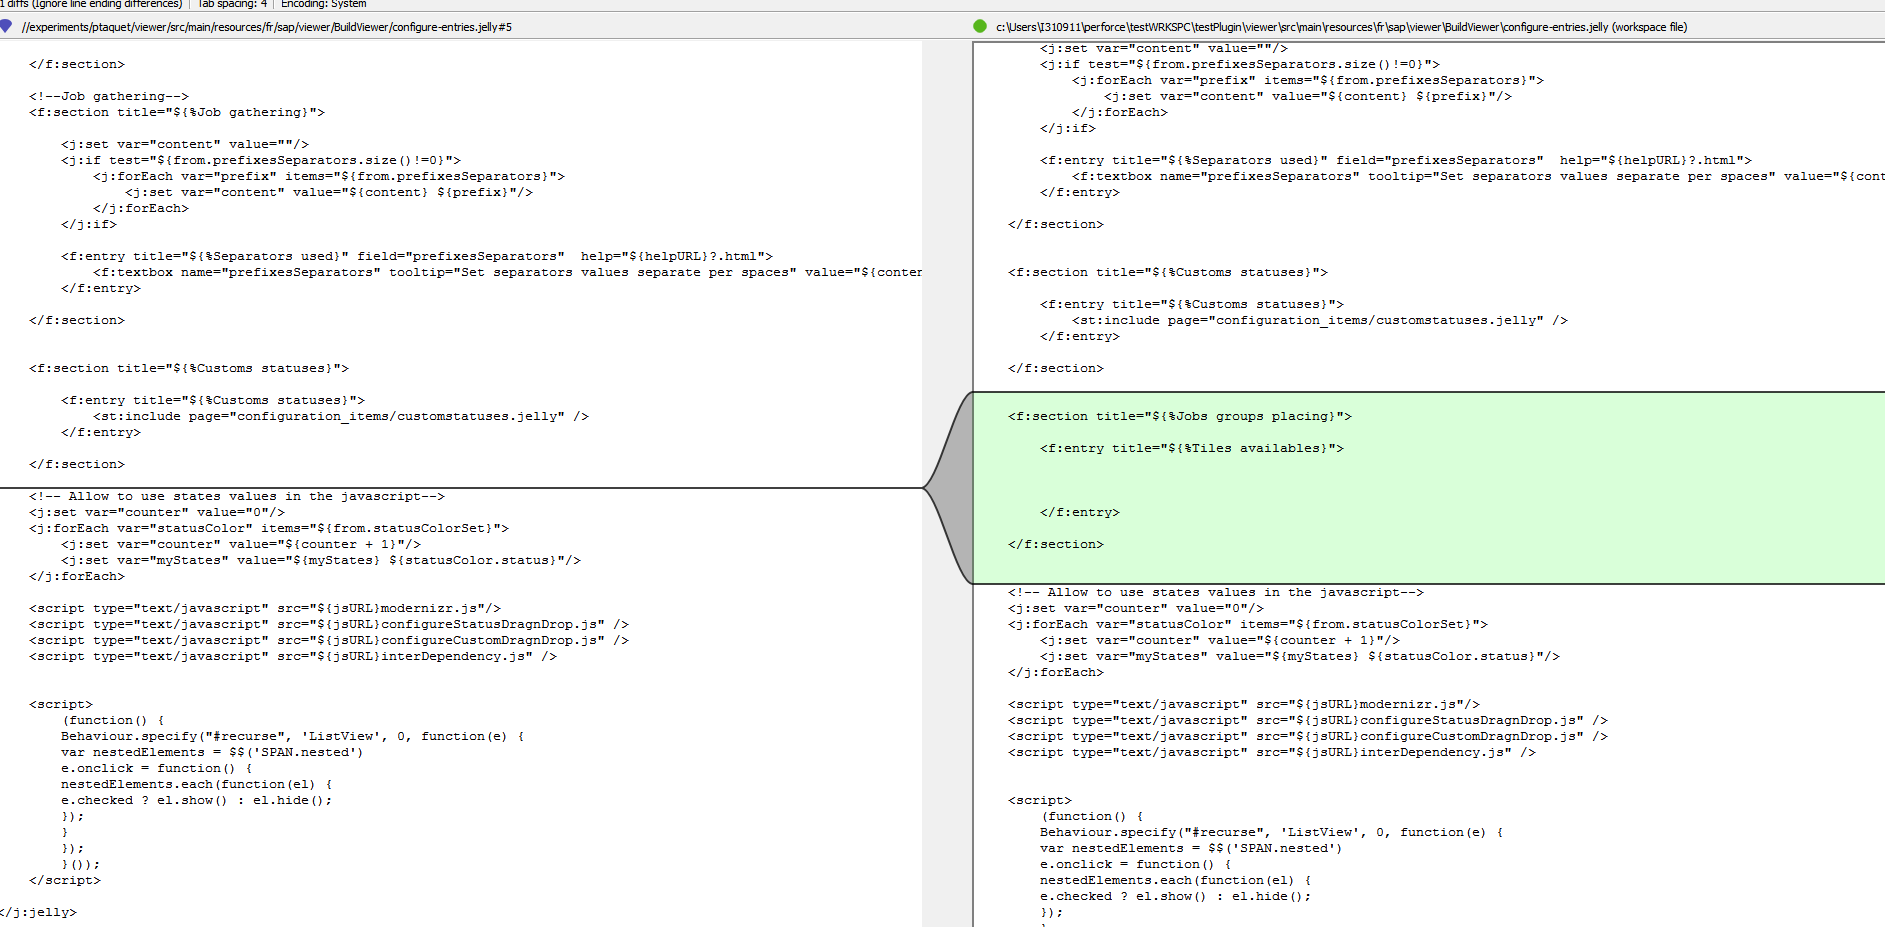 1 diffs (Ignore line ending differences) | Tab spacing: 4 | Encoding: System
//experiments/ptaquet/viewer/src/main/resources/fr/sap/viewer/BuildViewer/configure-entries.jelly#5
</f:section>
<!--Job gathering-->
<f:section title="${%Job gathering}">
<j:set var="content" value=""/>
<j:if test="${from.prefixesSeparators.size()!=0}">
<j:forEach var="prefix" items="${from.prefixesSeparators}">
<j:set var="content" value="${content} ${prefix}"/>
</j:forEach>
</j:if>
<f:entry title="${%Separators used}" field="prefixesSeparators"  help="${helpURL}?.html">
<f:textbox name="prefixesSeparators" tooltip="Set separators values separate per spaces" value="${conten
</f:entry>
</f:section>
<f:section title="${%Customs statuses}">
<f:entry title="${%Customs statuses}">
<st:include page="configuration_items/customstatuses.jelly" />
</f:entry>
</f:section>
<!-- Allow to use states values in the javascript-->
<j:set var="counter" value="0"/>
<j:forEach var="statusColor" items="${from.statusColorSet}">
<j:set var="counter" value="${counter + 1}"/>
<j:set var="myStates" value="${myStates} ${statusColor.status}"/>
</j:forEach>
<script type="text/javascript" src="${jsURL}modernizr.js"/>
<script type="text/javascript" src="${jsURL}configureStatusDragnDrop.js" />
<script type="text/javascript" src="${jsURL}configureCustomDragnDrop.js" />
<script type="text/javascript" src="${jsURL}interDependency.js" />
<script>
(function() {
Behaviour.specify("#recurse", 'ListView', 0, function(e) {
var nestedElements = $$('SPAN.nested')
e.onclick = function() {
nestedElements.each(function(el) {
e.checked ? el.show() : el.hide();
});
}
});
}());
</script>
</j:jelly>
c:\Users\I310911\perforce\testWRKSPC\testPlugin\viewer\src\main\resources\fr\sap\viewer\BuildViewer\configure-entries.jelly (workspace file)
<j:set var="content" value=""/>
<j:if test="${from.prefixesSeparators.size()!=0}">
<j:forEach var="prefix" items="${from.prefixesSeparators}">
<j:set var="content" value="${content} ${prefix}"/>
</j:forEach>
</j:if>
<f:entry title="${%Separators used}" field="prefixesSeparators"  help="${helpURL}?.html">
<f:textbox name="prefixesSeparators" tooltip="Set separators values separate per spaces" value="${cont
</f:entry>
</f:section>
<f:section title="${%Customs statuses}">
<f:entry title="${%Customs statuses}">
<st:include page="configuration_items/customstatuses.jelly" />
</f:entry>
</f:section>
<f:section title="${%Jobs groups placing}">
<f:entry title="${%Tiles availables}">
</f:entry>
</f:section>
<!-- Allow to use states values in the javascript-->
<j:set var="counter" value="0"/>
<j:forEach var="statusColor" items="${from.statusColorSet}">
<j:set var="counter" value="${counter + 1}"/>
<j:set var="myStates" value="${myStates} ${statusColor.status}"/>
</j:forEach>
<script type="text/javascript" src="${jsURL}modernizr.js"/>
<script type="text/javascript" src="${jsURL}configureStatusDragnDrop.js" />
<script type="text/javascript" src="${jsURL}configureCustomDragnDrop.js" />
<script type="text/javascript" src="${jsURL}interDependency.js" />
<script>
(function() {
Behaviour.specify("#recurse", 'ListView', 0, function(e) {
var nestedElements = $$('SPAN.nested')
e.onclick = function() {
nestedElements.each(function(el) {
e.checked ? el.show() : el.hide();
});